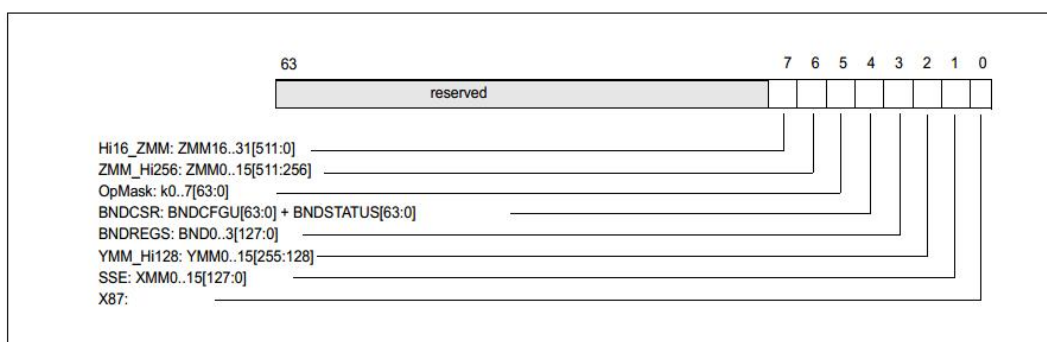 63 7 6 5 4 3 2 1 0
reserved
Hi16_ZMM: ZMM16..31[511:0]
ZMM_Hi256: ZMM0..15[511:256]
OpMask: k0..7[63:0]
BNDCSR: BNDCFGU[63:0] + BNDSTATUS[63:0]
BNDREGS: BND0..3[127:0]
YMM_Hi128: YMM0..15[255:128]
SSE: XMM0..15[127:0]
X87: